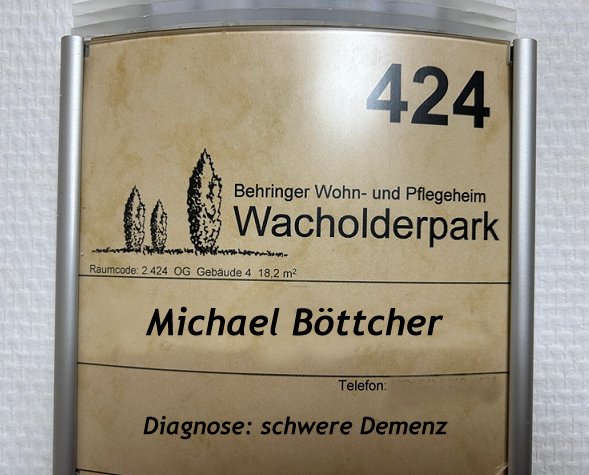 424
Behringer Wohn- und Pflegeheim
Wacholderpark
Raumcode: 2.424 OG Gebäude 4 18,2 m²
Michael Böttcher
Telefon:
Diagnose: schwere Demenz